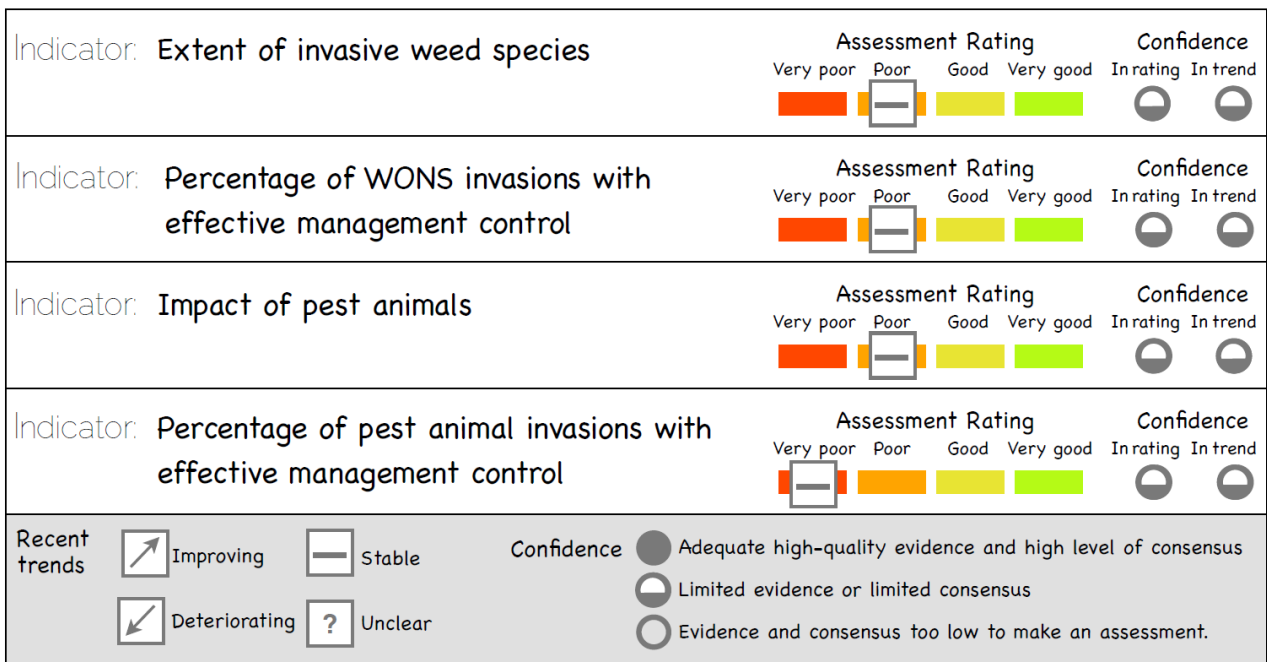 Indicator: Extent of invasive weed species
Assessment Rating Confidence
Very poor Poor Good Very good In rating In trend
Indicator: Percentage of WONS invasions with
effective management control
Assessment Rating Confidence
Very poor Poor Good Very good In rating In trend
Indicator: Impact of pest animals
Assessment Rating Confidence
Very poor Poor Good Very good In rating In trend
Indicator: Percentage of pest animal invasions with
effective management control
Assessment Rating Confidence
Very poor Poor Good Very good In rating In trend
Recent
trends
Improving
Stable
Deteriorating
? Unclear
Confidence
Adequate high-quality evidence and high level of consensus
Limited evidence or limited consensus
Evidence and consensus too low to make an assessment.